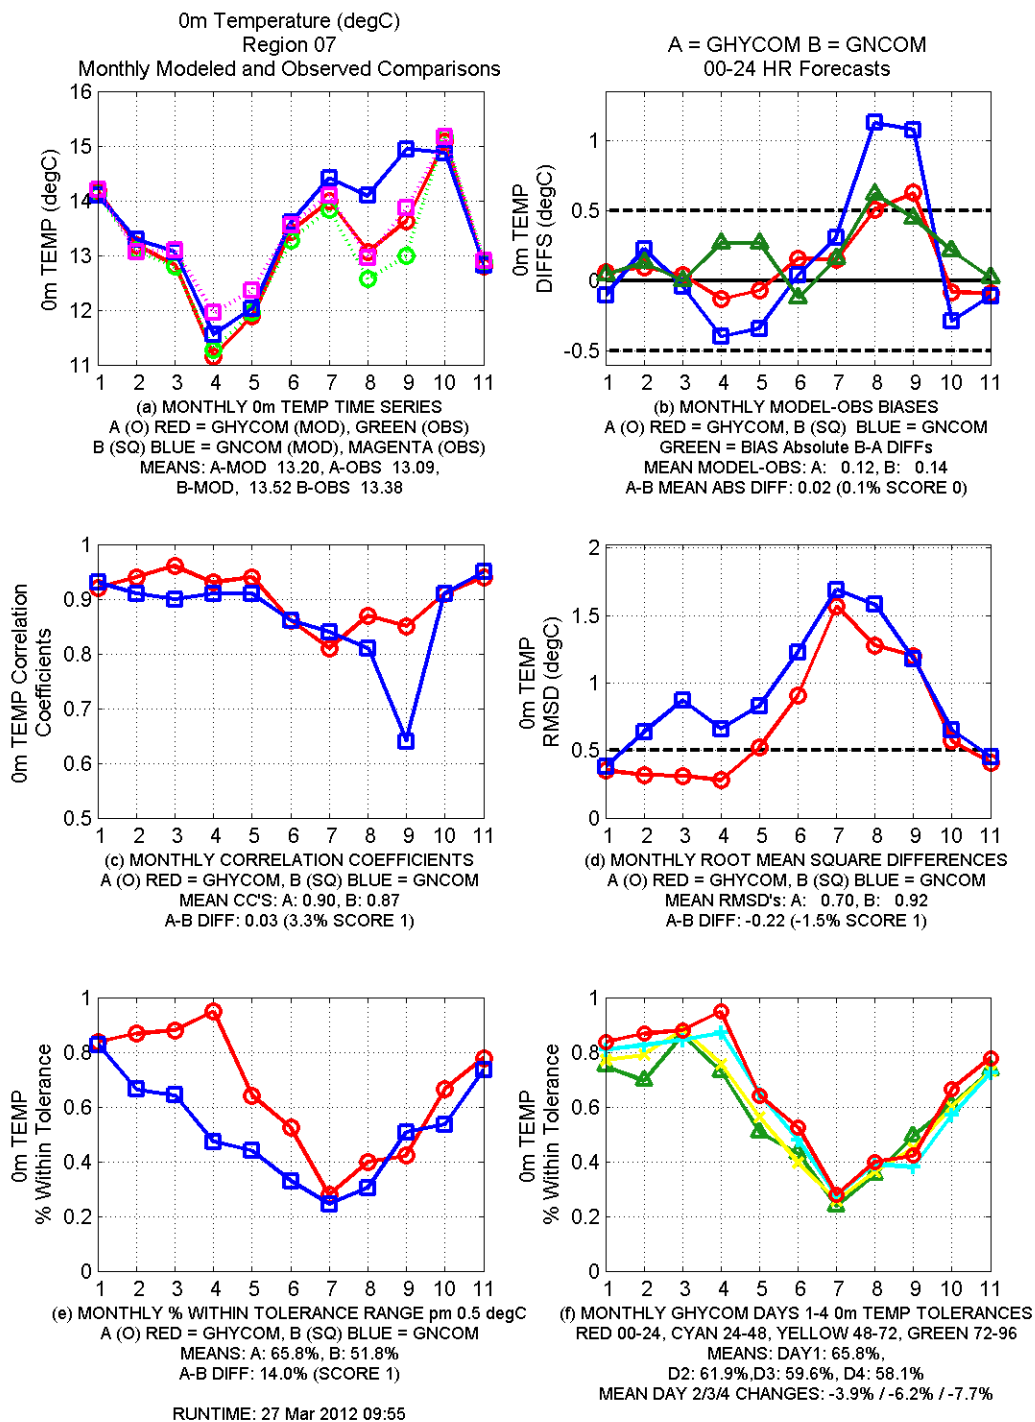 0m Temperature (degC)
Region 07
Monthly Modeled and Observed Comparisons
A = GHYCOM B = GNCOM
00-24 HR Forecasts
0m TEMP (degC)
16
15
14
13
12
11
1 2 3 4 5 6 7 8 9 10 11
(a) MONTHLY 0m TEMP TIME SERIES
A (O) RED = GHYCOM (MOD), GREEN (OBS)
B (SQ) BLUE = GNCOM (MOD), MAGENTA (OBS)
MEANS: A-MOD 13.20, A-OBS 13.09,
B-MOD, 13.52 B-OBS 13.38
0m TEMP
DIFFS (degC)
1
0.5
0
-0.5
1 2 3 4 5 6 7 8 9 10 11
(b) MONTHLY MODEL-OBS BIASES
A (O) RED = GHYCOM, B (SQ) BLUE = GNCOM
GREEN = BIAS Absolute B-A DIFFs
MEAN MODEL-OBS: A: 0.12, B: 0.14
A-B MEAN ABS DIFF: 0.02 (0.1% SCORE 0)
0m TEMP Correlation
Coefficients
1
0.9
0.8
0.7
0.6
0.5
1 2 3 4 5 6 7 8 9 10 11
(c) MONTHLY CORRELATION COEFFICIENTS
A (O) RED = GHYCOM, B (SQ) BLUE = GNCOM
MEAN CC'S: A: 0.90, B: 0.87
A-B DIFF: 0.03 (3.3% SCORE 1)
0m TEMP
RMSD (degC)
2
1.5
1
0.5
0
1 2 3 4 5 6 7 8 9 10 11
(d) MONTHLY ROOT MEAN SQUARE DIFFERENCES
A (O) RED = GHYCOM, B (SQ) BLUE = GNCOM
MEAN RMSD's: A: 0.70, B: 0.92
A-B DIFF: -0.22 (-1.5% SCORE 1)
0m TEMP
% Within Tolerance
1
0.8
0.6
0.4
0.2
0
1 2 3 4 5 6 7 8 9 10 11
(e) MONTHLY % WITHIN TOLERANCE RANGE pm 0.5 degC
A (O) RED = GHYCOM, B (SQ) BLUE = GNCOM
MEANS: A: 65.8%, B: 51.8%
A-B DIFF: 14.0% (SCORE 1)
0m TEMP
% Within Tolerance
1
0.8
0.6
0.4
0.2
0
1 2 3 4 5 6 7 8 9 10 11
(f) MONTHLY GHYCOM DAYS 1-4 0m TEMP TOLERANCES
RED 00-24, CYAN 24-48, YELLOW 48-72, GREEN 72-96
MEANS: DAY1: 65.8%,
D2: 61.9%,D3: 59.6%, D4: 58.1%
MEAN DAY 2/3/4 CHANGES: -3.9% / -6.2% / -7.7%
RUNTIME: 27 Mar 2012 09:55